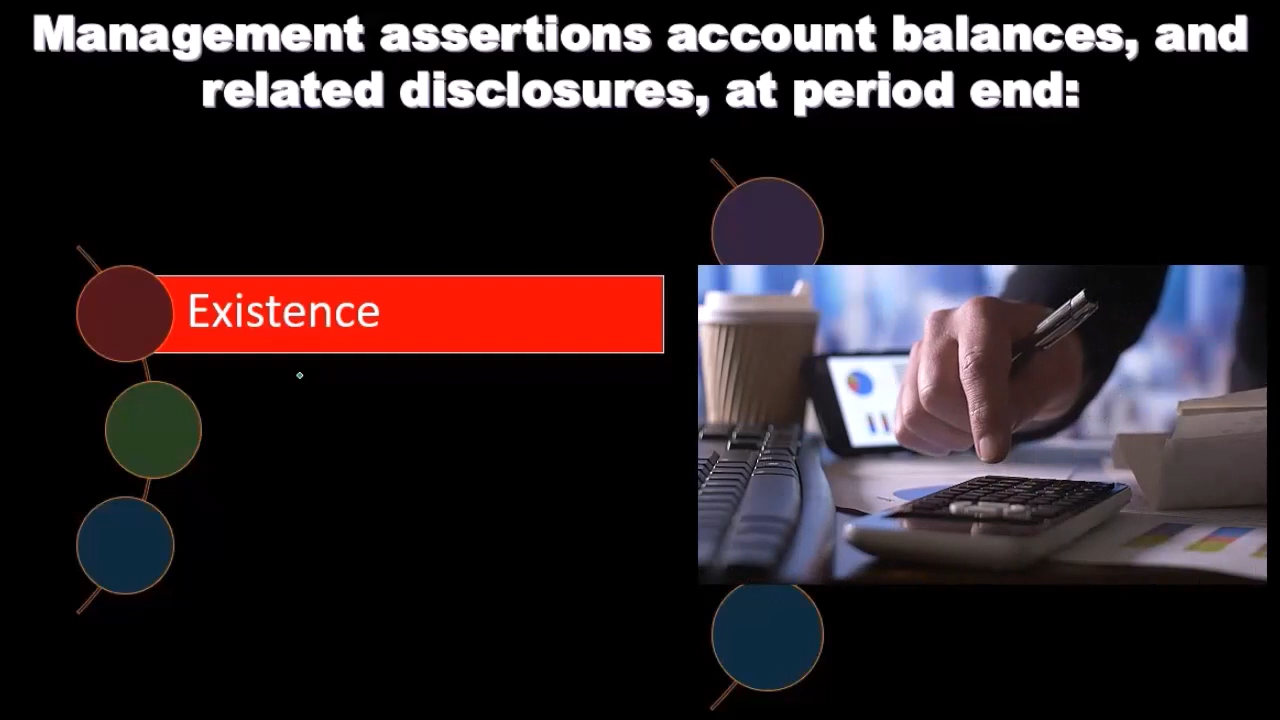 Management assertions account balances, and
related disclosures, at period end:
Existence